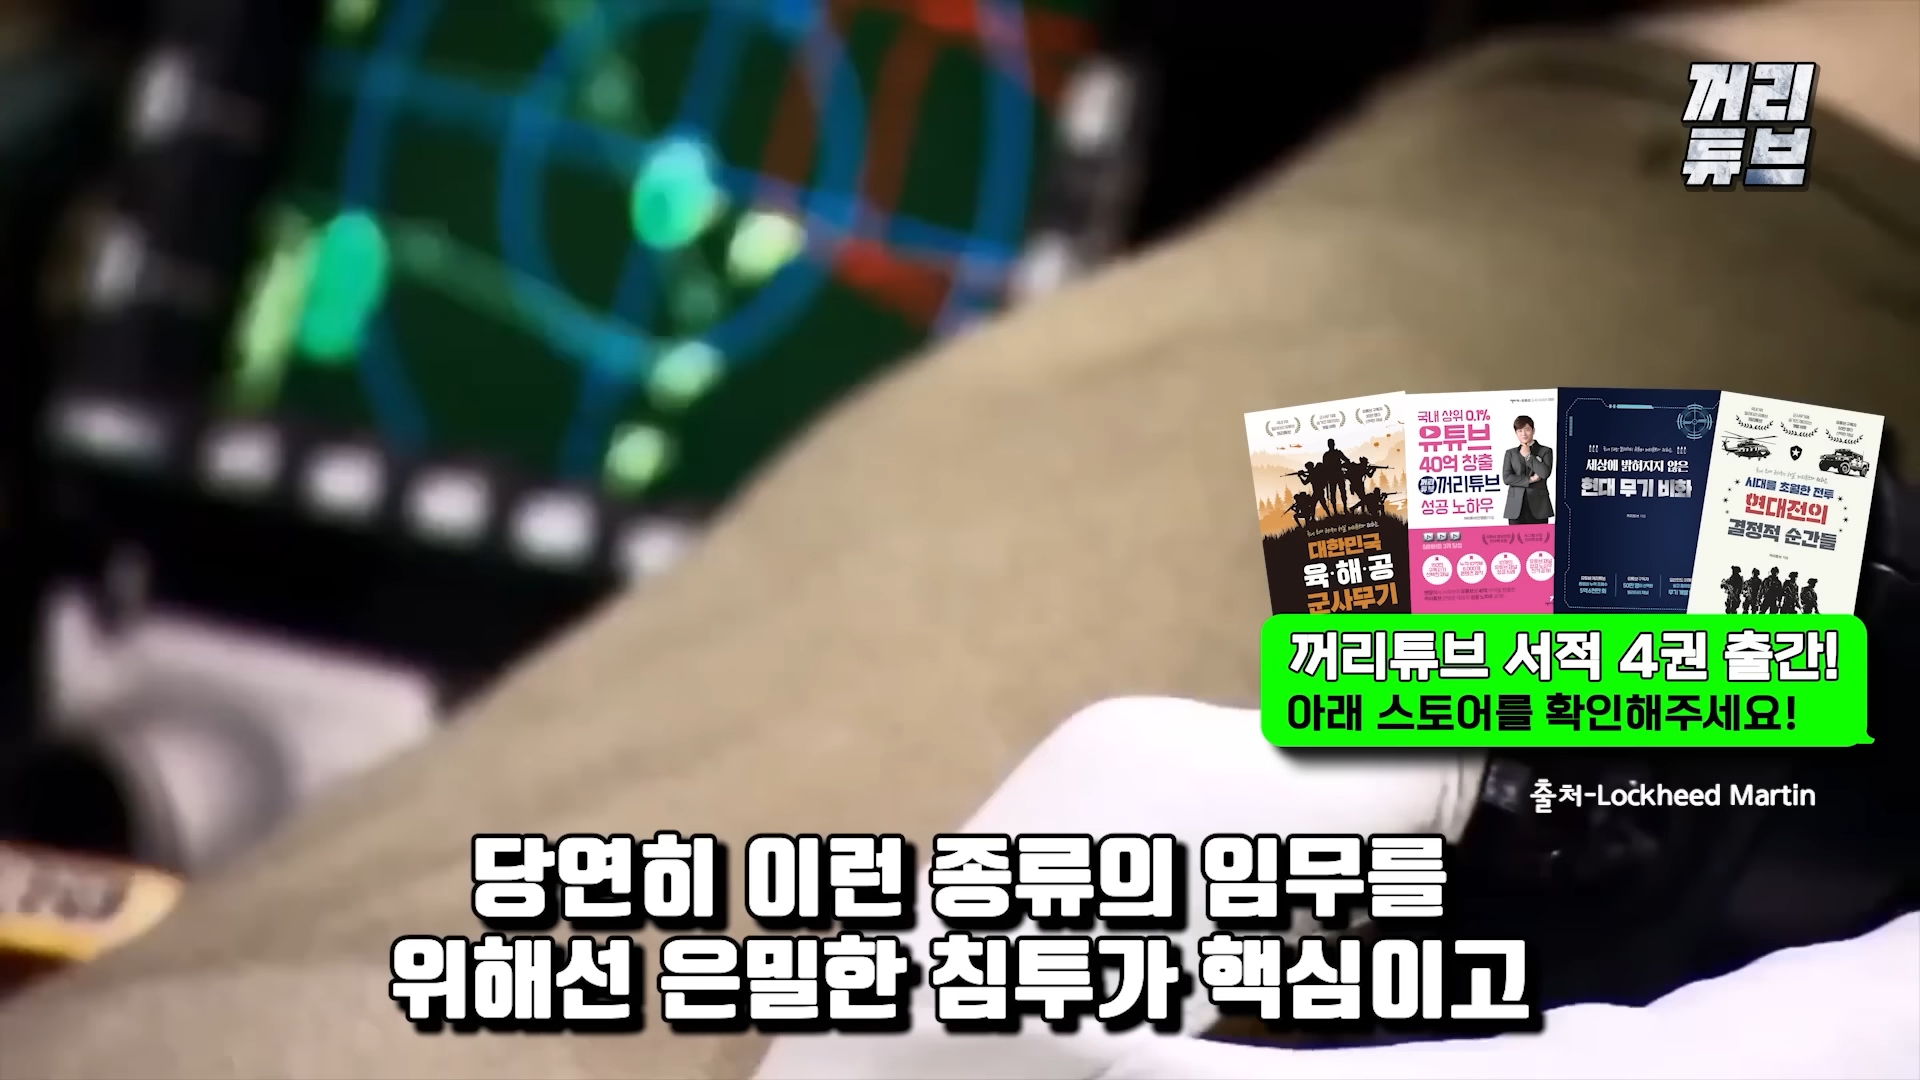 꺼리
튜브
대한민국
육·해·공
군사무기
국내 상위 0.1%
유튜브
40억 창출
꺼리튜브
성공 노하우
세상에 밝혀지지 않은
현대 무기 비화
시대를 초월한 전투
현대전의
결정적 순간들
꺼리튜브 서적 4권 출간!
아래 스토어를 확인해주세요!
출처-Lockheed Martin
당연히 이런 종류의 임무를
위해선 은밀한 침투가 핵심이고